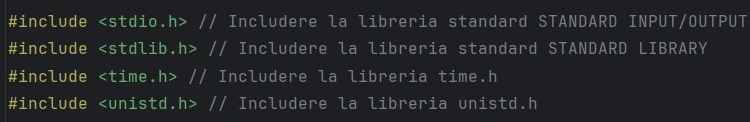 #include <stdio.h> // Includere la libreria standard STANDARD INPUT/OUTPUT
#include <stdlib.h> // Includere la libreria standard STANDARD LIBRARY
#include <time.h> // Includere la libreria time.h
#include <unistd.h> // Includere la libreria unistd.h